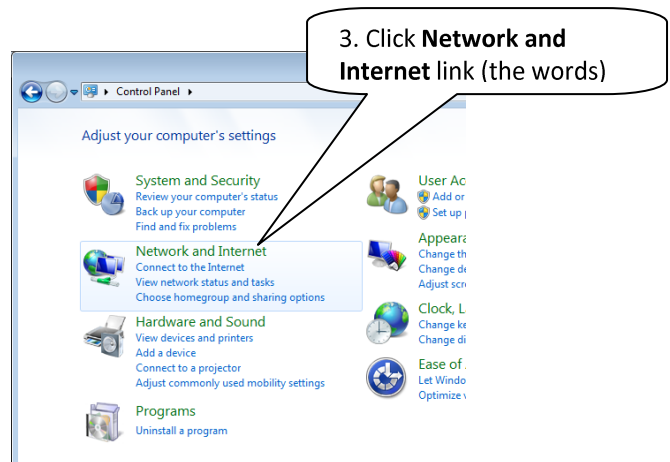 3. Click Network and
Internet link (the words)
Control Panel
Adjust your computer's settings
System and Security
Review your computer's status
Back up your computer
Find and fix problems
Network and Internet
Connect to the Internet
View network status and tasks
Choose homegroup and sharing options
Hardware and Sound
View devices and printers
Add a device
Connect to a projector
Adjust commonly used mobility settings
Programs
Uninstall a program
User Ac
Add or
Set up
Appeara
Change th
Change de
Adjust scre
Clock, L
Change ke
Change di
Ease of
Let Windo
Optimize v